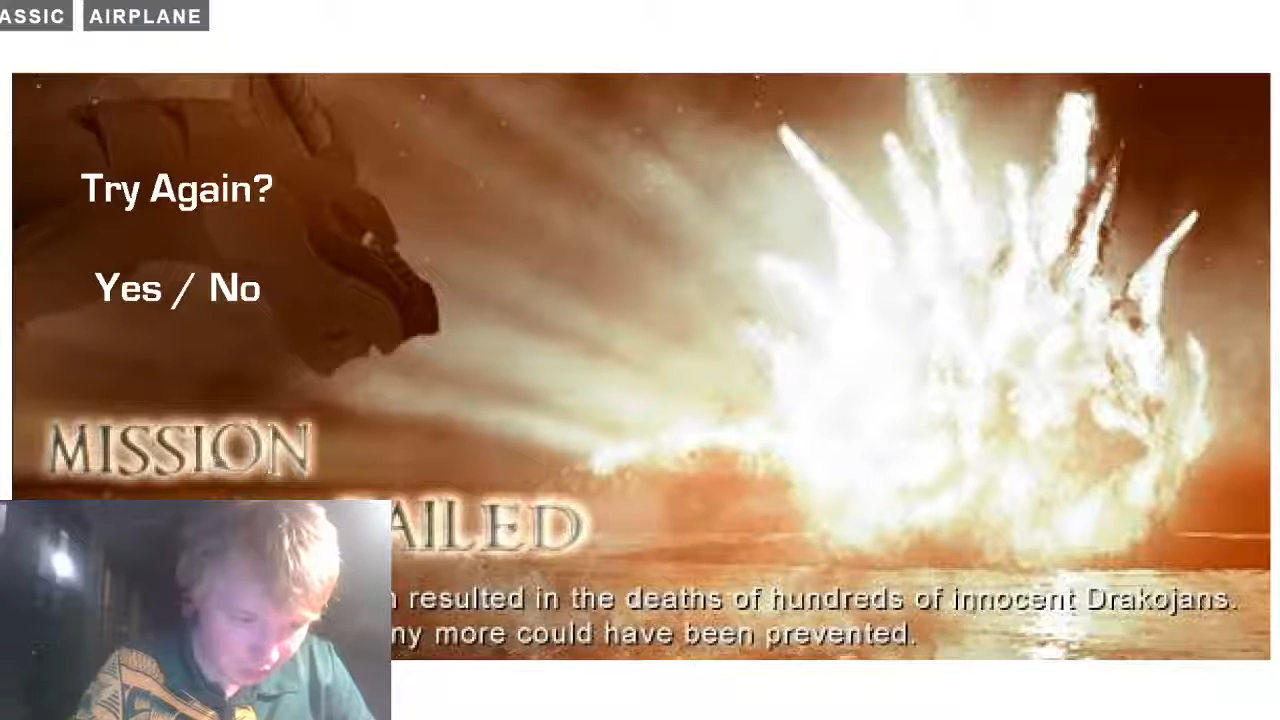 ASSIC AIRPLANE
Try Again?
Yes / No
MISSION
AILED
resulted in the deaths of hundreds of innocent Drakojans.
ny more could have been prevented.